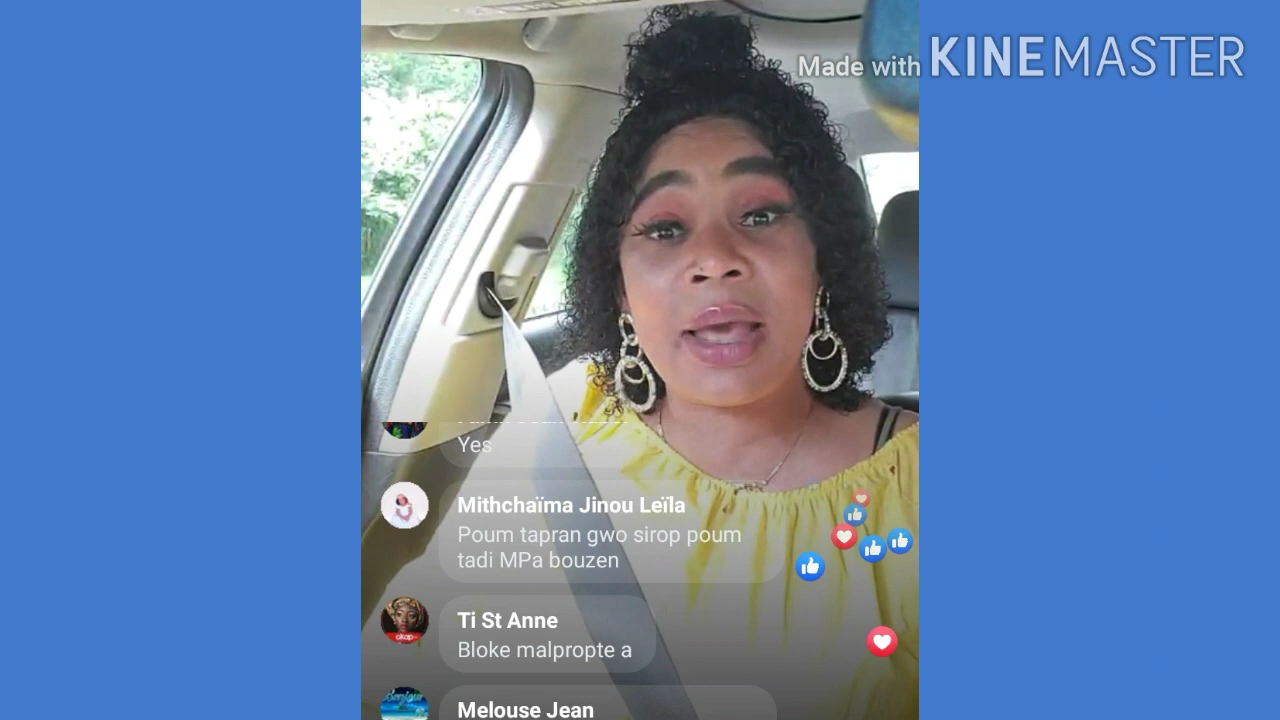 Made with KINEMASTER
Yes
Mithchaïma Jinou Leïla
Poum tapran gwo sirop poum
tadi MPa bouzen
Ti St Anne
Bloke malpropte a
Melouse Jean